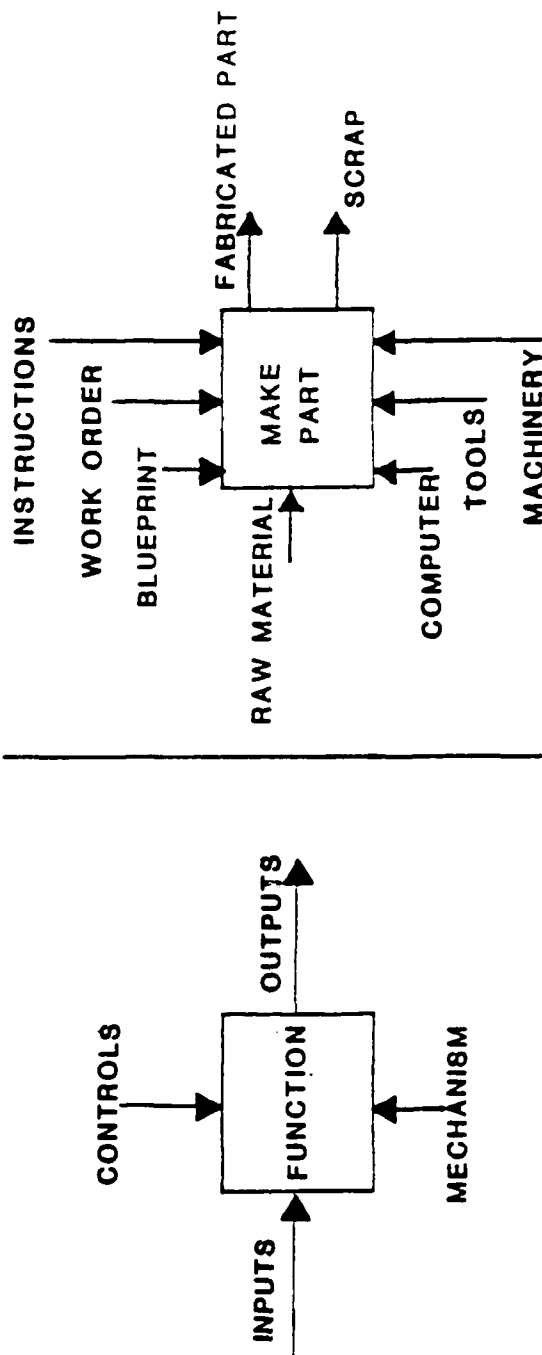 CONTROLS
INPUTS
FUNCTION
OUTPUTS
MECHANISM
INSTRUCTIONS
WORK ORDER
BLUEPRINT
RAW MATERIAL
MAKE
PART
FABRICATED PART
SCRAP
COMPUTER
TOOLS
MACHINERY